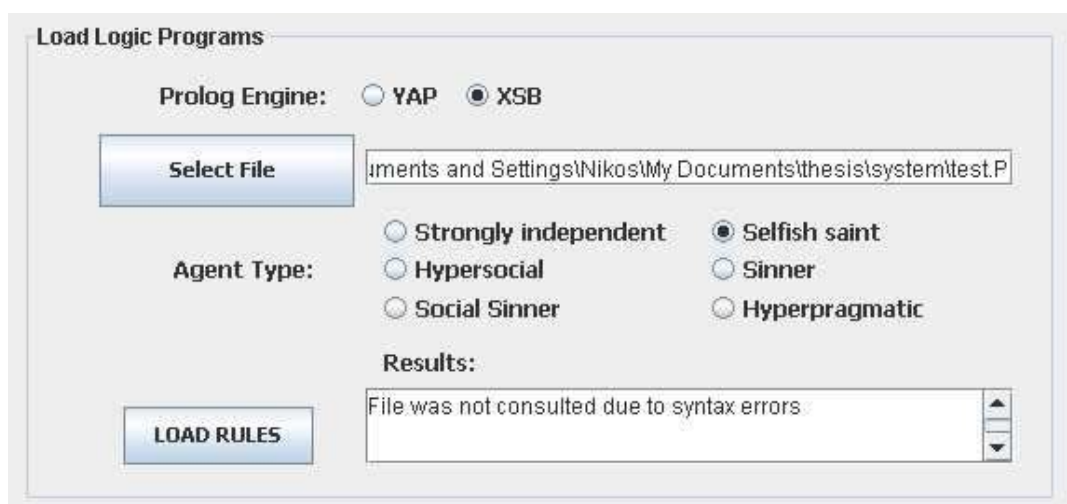 Load Logic Programs
Prolog Engine: YAP XSB
Select File
uments and Settings\Nikos\My Documents\thesis\system\test.P
Strongly independent Selfish saint
Agent Type: Hypersocial Sinner
Social Sinner Hyperpragmatic
Results:
File was not consulted due to syntax errors
LOAD RULES